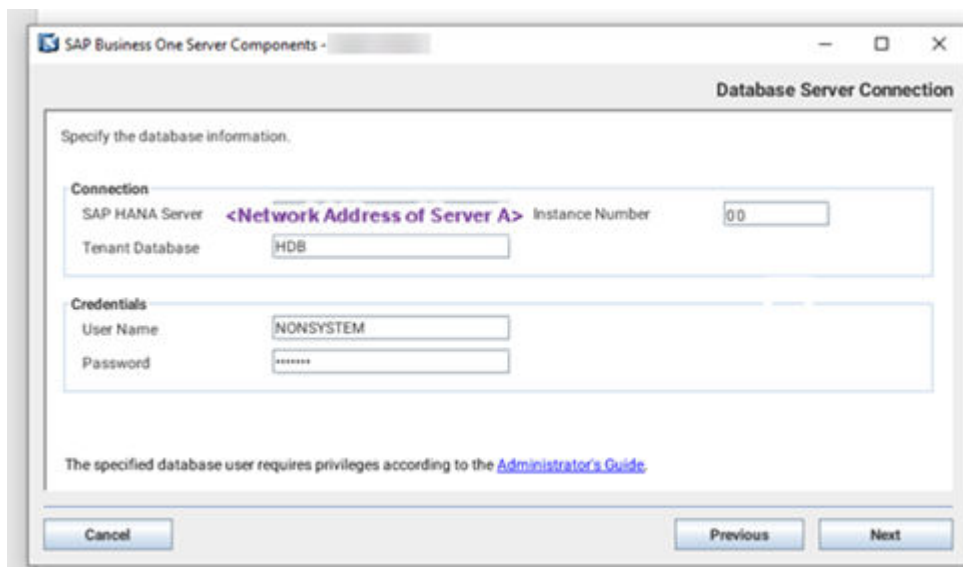 SAP Business One Server Components -
Database Server Connection
Specify the database information.
Connection
SAP HANA Server <Network Address of Server A> Instance Number 00
Tenant Database HDB
Credentials
User Name NONSYSTEM
Password •••••••
The specified database user requires privileges according to the Administrator's Guide.
Cancel Previous Next